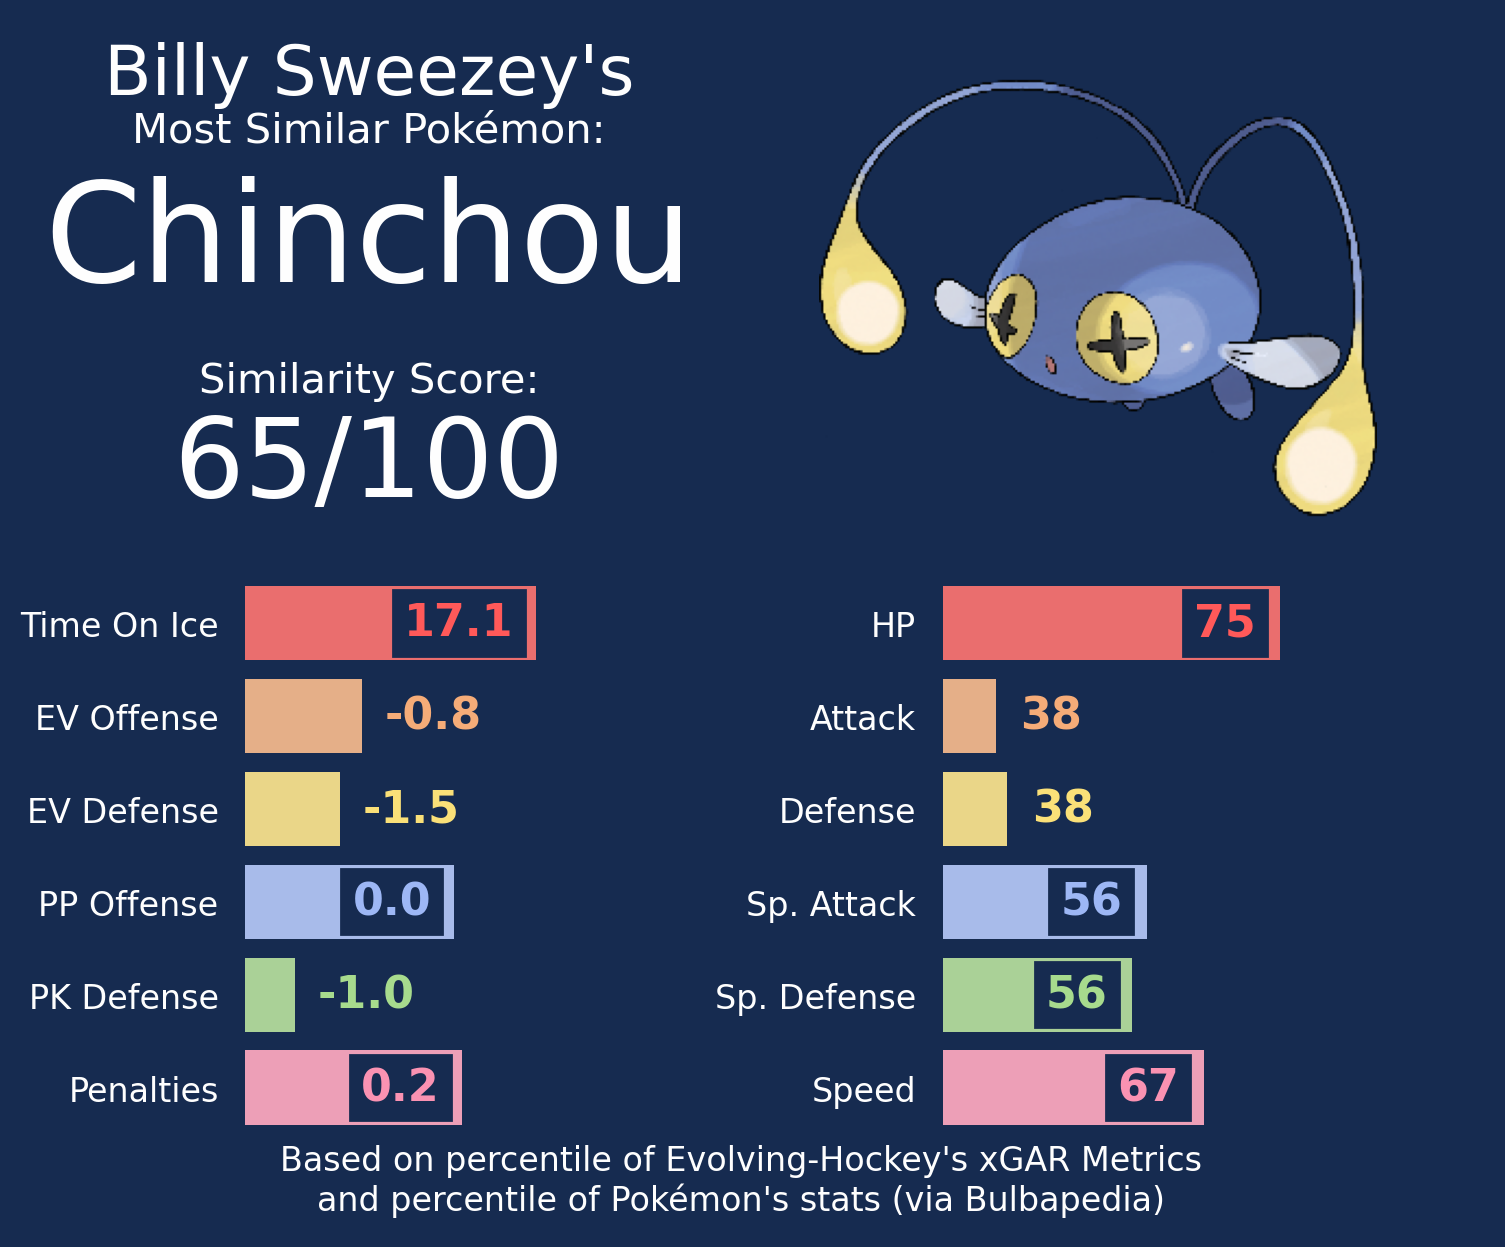 Billy Sweezey's
Most Similar Pokémon:
Chinchou
Similarity Score:
65/100
Time On Ice 17.1
EV Offense -0.8
EV Defense -1.5
PP Offense 0.0
PK Defense -1.0
Penalties 0.2
HP 75
Attack 38
Defense 38
Sp. Attack 56
Sp. Defense 56
Speed 67
Based on percentile of Evolving-Hockey's xGAR Metrics
and percentile of Pokémon's stats (via Bulbapedia)